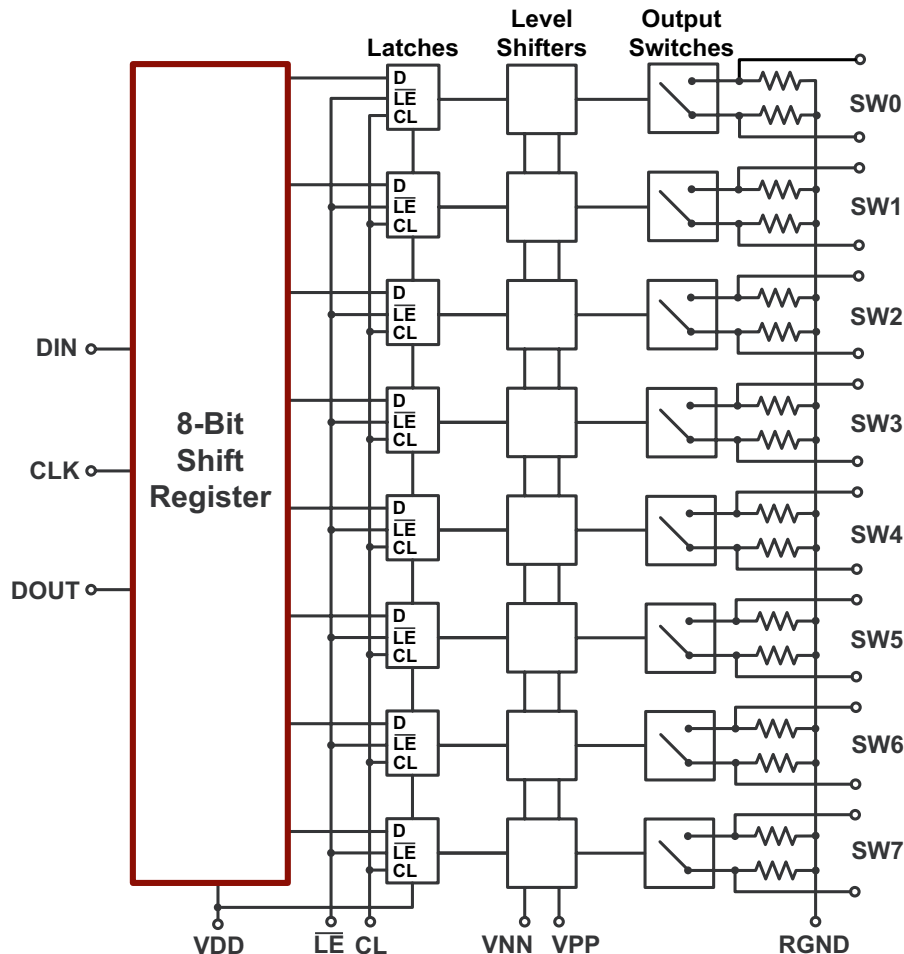 Latches
Level
Shifters
Output
Switches
8-Bit
Shift
Register
DIN
CLK
DOUT
D
LE
CL
SW0
D
LE
CL
SW1
D
LE
CL
SW2
D
LE
CL
SW3
D
LE
CL
SW4
D
LE
CL
SW5
D
LE
CL
SW6
D
LE
CL
SW7
VDD
LE
CL
VNN
VPP
RGND